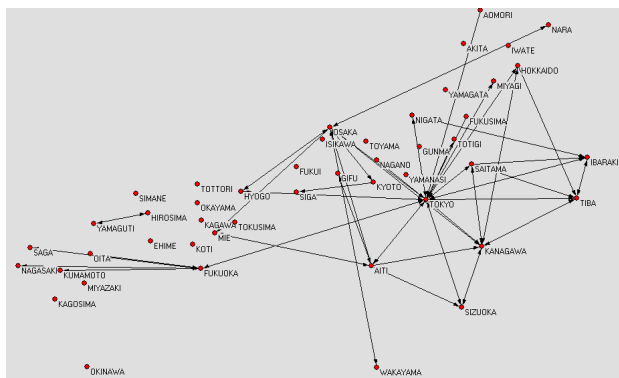 AOMORI
NARA
AKITA
IWATE
HOKKAIDO
MIYAGI
YAMAGATA
NIGATA
FUKUSIMA
OSAKA
ISIKAWA
TOYAMA
TOTIGI
GUNMA
IBARAKI
NAGANO
SAITAMA
FUKUI
GIFU
YAMANASI
KYOTO
TOTTORI
HYOGO
SIGA
SIMANE
TIBA
TOKYO
OKAYAMA
HIROSIMA
YAMAGUTI
KAGAWA
TOKUSIMA
MIE
EHIME
KOTI
KANAGAWA
SAGA
OITA
NAGASAKI
KUMAMOTO
FUKUOKA
AITI
MIYAZAKI
KAGOSIMA
SIZUOKA
OKINAWA
WAKAYAMA